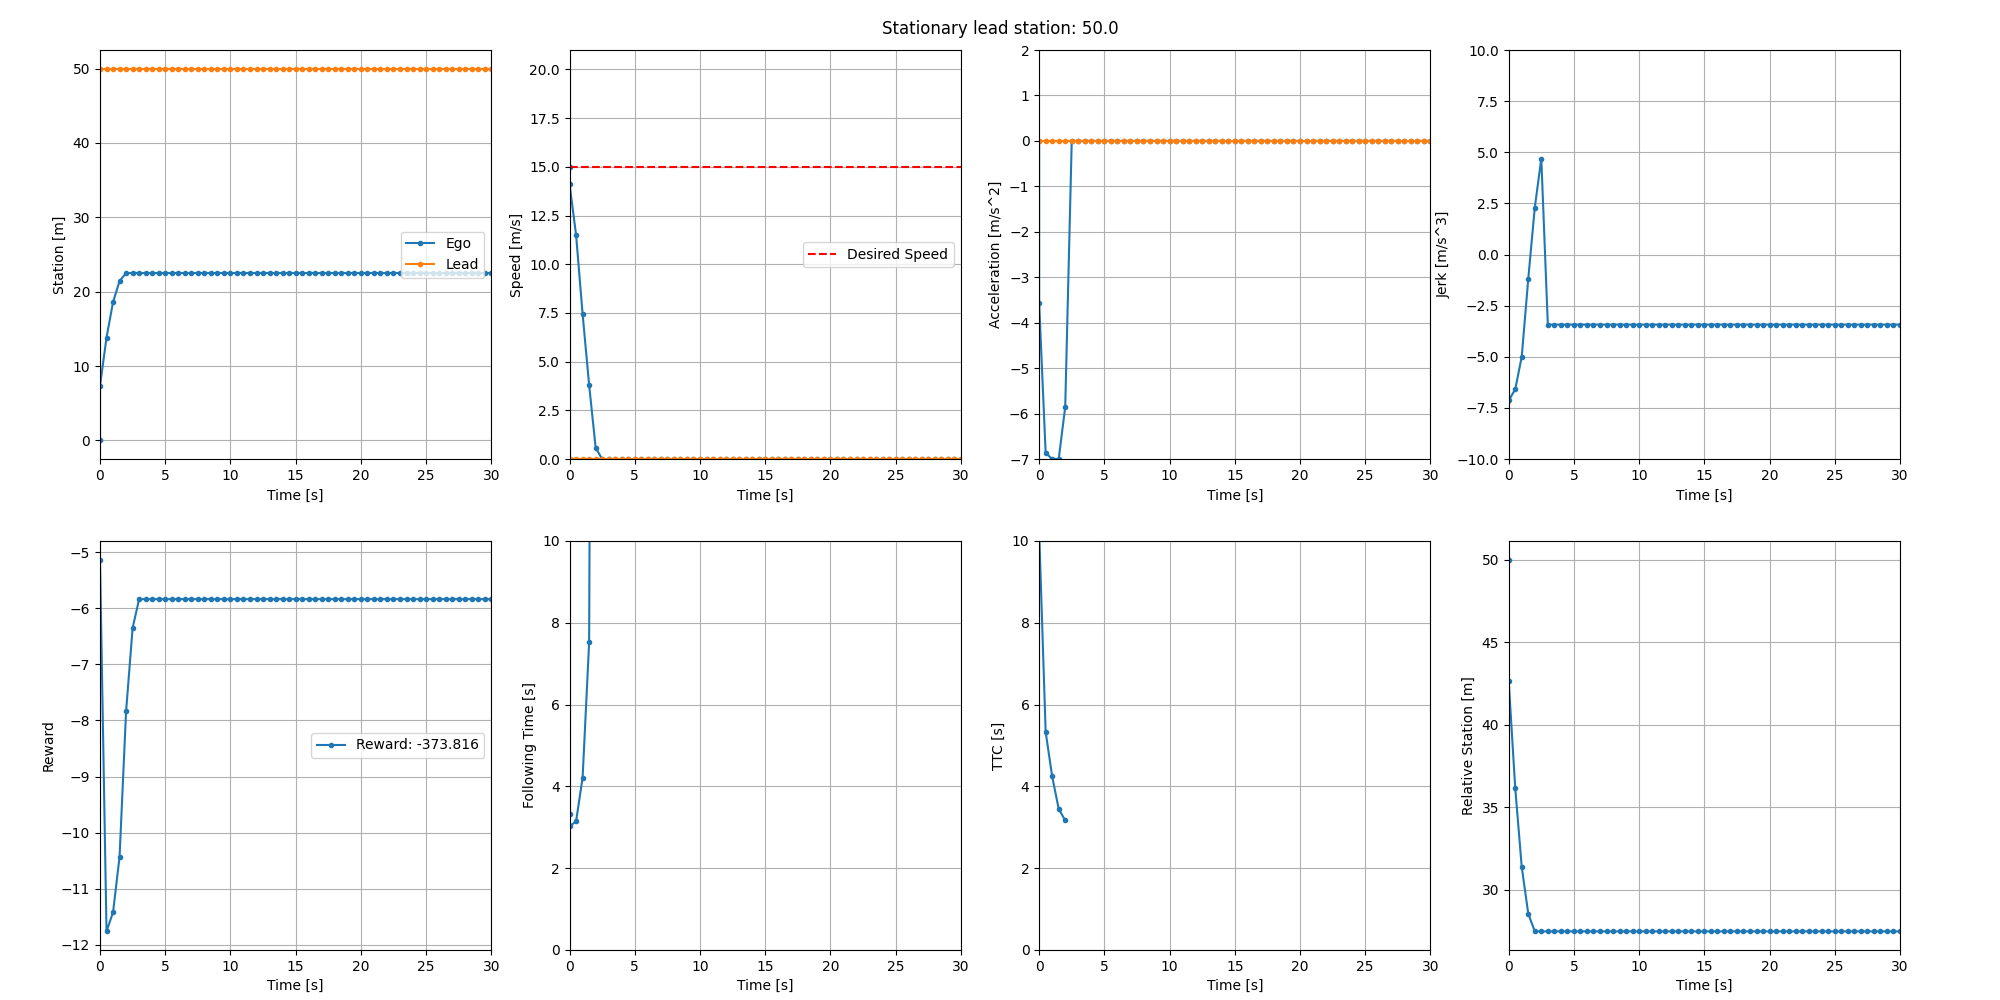 Stationary lead station: 50.0
Station [m]
50
40
30
20
10
0
Ego
Lead
0 5 10 15 20 25 30
Time [s]
Speed [m/s]
20.0
17.5
15.0
12.5
10.0
7.5
5.0
2.5
0.0
Desired Speed
0 5 10 15 20 25 30
Time [s]
Acceleration [m/s^2]
2
1
0
−1
−2
−3
−4
−5
−6
−7
0 5 10 15 20 25 30
Time [s]
Jerk [m/s^3]
10.0
7.5
5.0
2.5
0.0
−2.5
−5.0
−7.5
−10.0
0 5 10 15 20 25 30
Time [s]
Reward
−5
−6
−7
−8
−9
−10
−11
−12
Reward: -373.816
0 5 10 15 20 25 30
Time [s]
Following Time [s]
10
8
6
4
2
0
0 5 10 15 20 25 30
Time [s]
TTC [s]
10
8
6
4
2
0
0 5 10 15 20 25 30
Time [s]
Relative Station [m]
50
45
40
35
30
0 5 10 15 20 25 30
Time [s]